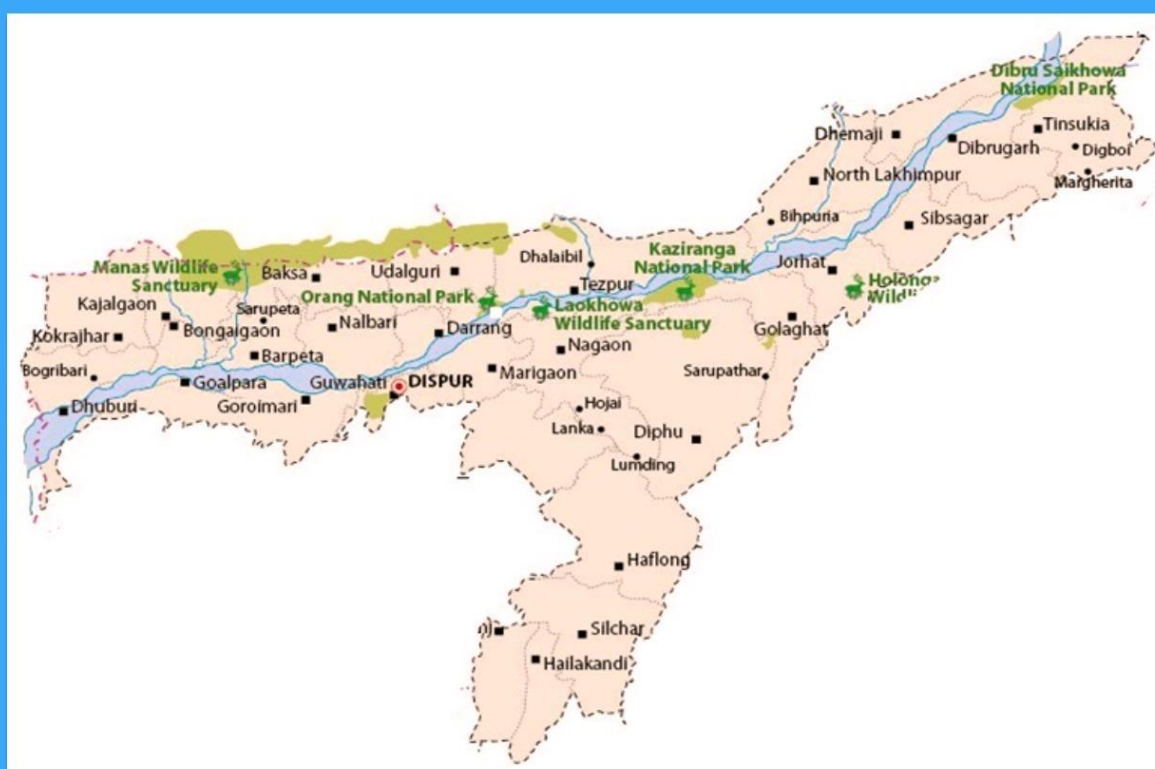 Dibru Saikhowa
National Park
Tinsukia
Dhemaji
Dibrugarh
Digboi
North Lakhimpur
Margherita
Bihpuria
Sibsagar
Kaziranga
National Park
Dhalaibil
Jorhat
Manas Wildlife
Sanctuary
Baksa
Udalguri
Tezpur
Orang National Park
Laokhowa
Wildlife Sanctuary
Kajalgaon
Sarupeta
Bongaigaon
Nalbari
Darrang
Golaghat
Kokrajhar
Nagaon
Barpeta
Bogribari
Goalpara
Guwahati
DISPUR
Marigaon
Sarupathar
Dhuburi
Goroimari
Hojai
Lanka
Diphu
Lumding
Haflong
Silchar
Hailakandi